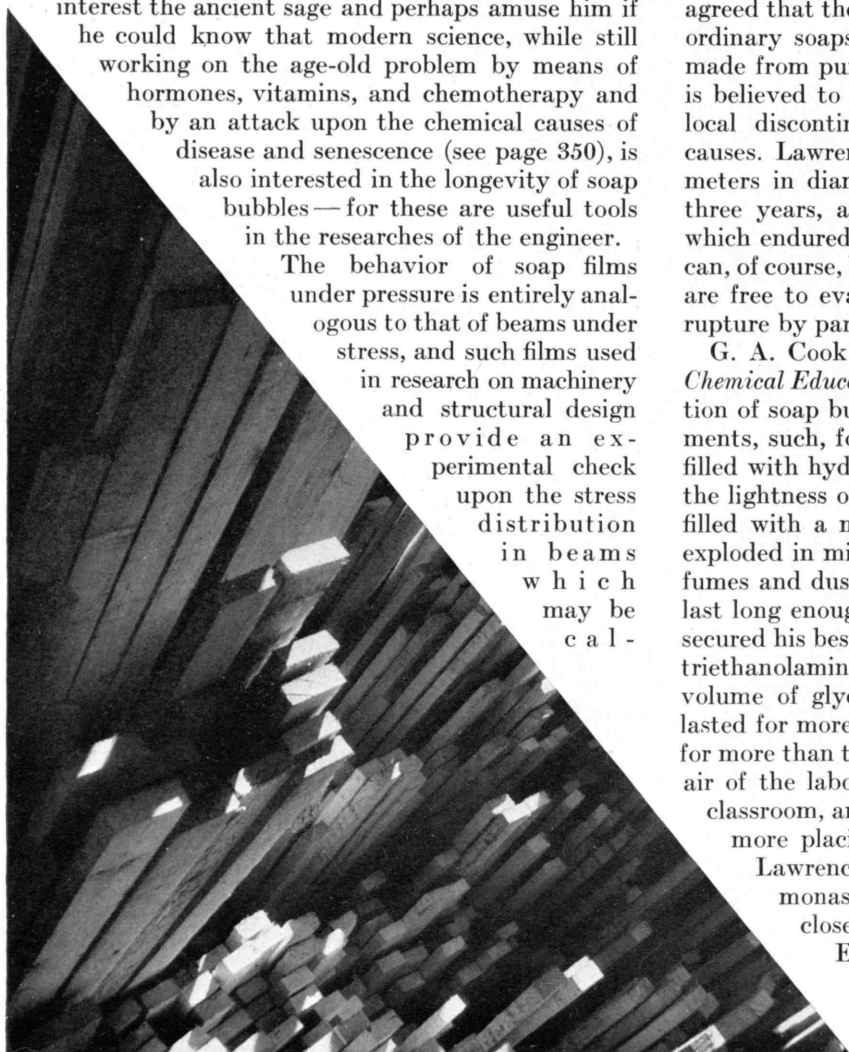 interest the ancient sage and perhaps amuse him if
he could know that modern science, while still
working on the age-old problem by means of
hormones, vitamins, and chemotherapy and
by an attack upon the chemical causes of
disease and senescence (see page 350), is
also interested in the longevity of soap
bubbles — for these are useful tools
in the researches of the engineer.
The behavior of soap films
under pressure is entirely anal-
ogous to that of beams under
stress, and such films used
in research on machinery
and structural design
provide an ex-
perimental check
upon the stress
distribution
in beams
which
may be
cal-
agreed that the
ordinary soaps
made from pu
is believed to
local discontin
causes. Lawren
meters in dian
three years, a
which endured
can, of course,
are free to eva
rupture by par
G. A. Cook
Chemical Educa
tion of soap bu
ments, such, fo
filled with hyd
the lightness o
filled with a n
exploded in mi
fumes and dus
last long enoug
secured his bes
triethanolamin
volume of glyc
lasted for more
for more than t
air of the labo
classroom, an
more placi
Lawrenc
monas
close
E